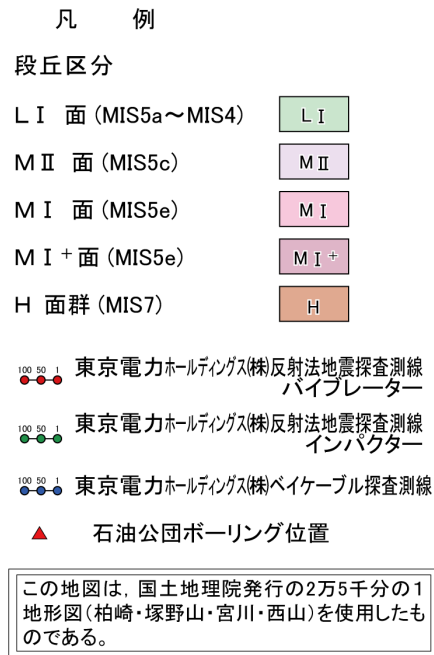 凡 例
段丘区分
LⅠ 面 (MIS5a～MIS4) LⅠ
MⅡ 面 (MIS5c) MⅡ
MⅠ 面 (MIS5e) MⅠ
MⅠ⁺面 (MIS5e) MⅠ⁺
H 面群 (MIS7) H
100 50 1 東京電力ホールディングス(株)反射法地震探査測線
バイブレーター
100 50 1 東京電力ホールディングス(株)反射法地震探査測線
インパクター
100 50 1 東京電力ホールディングス(株)ベイケーブル探査測線
石油公団ボーリング位置
この地図は，国土地理院発行の2万5千分の1
地形図(柏崎・塚野山・宮川・西山)を使用したも
のである。